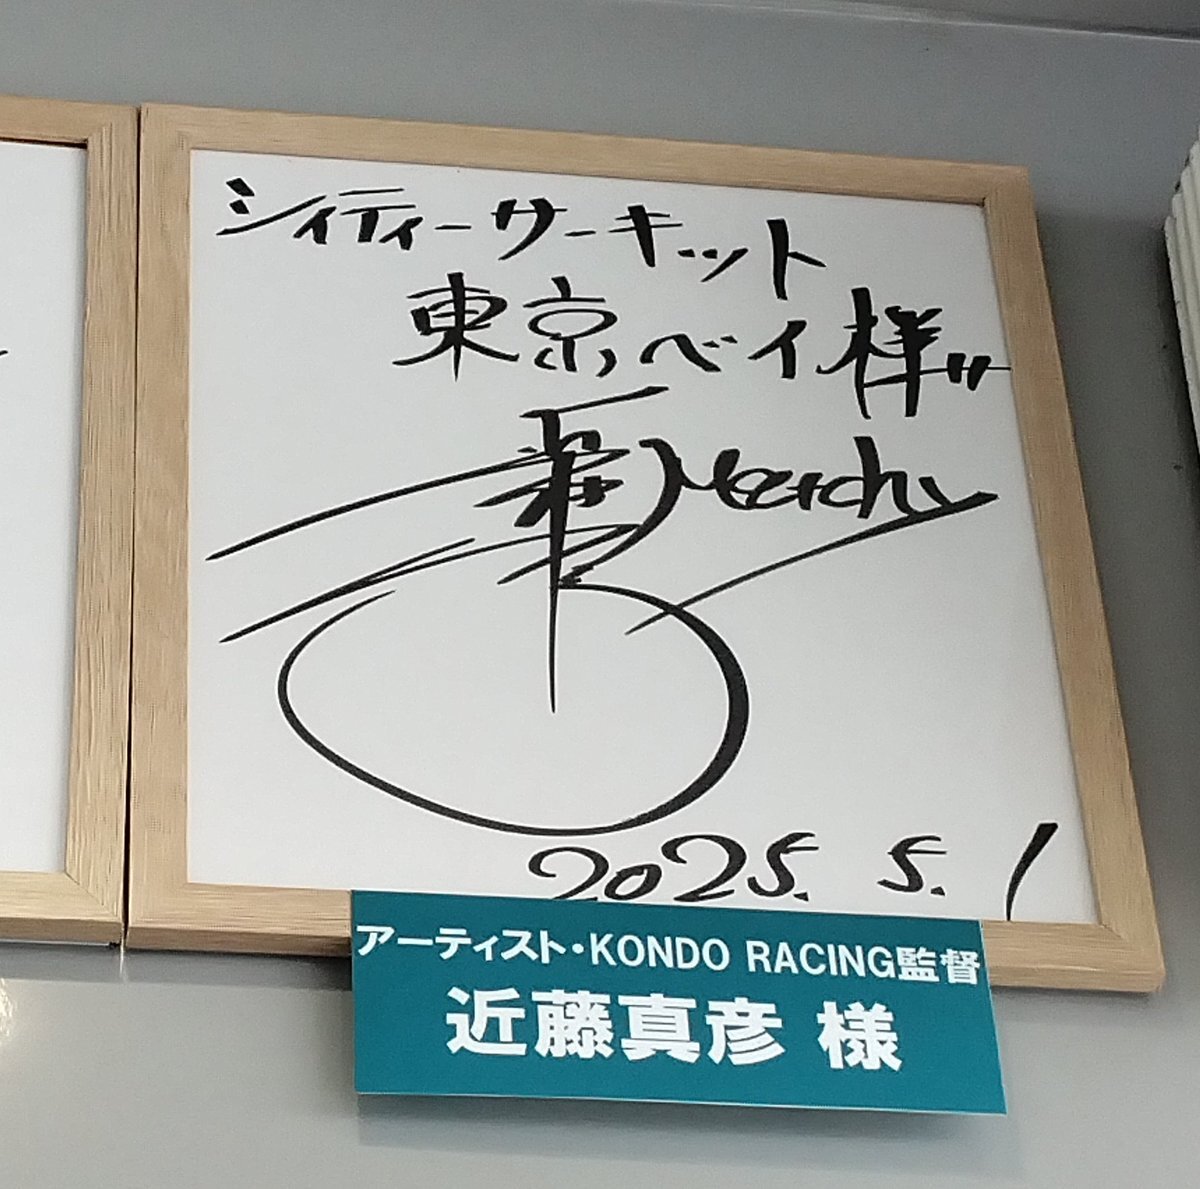 シィティーサーキット
東京ベイ様
Matchy
2025. 5. 1
アーティスト・KONDO RACING監督
近藤真彦 様